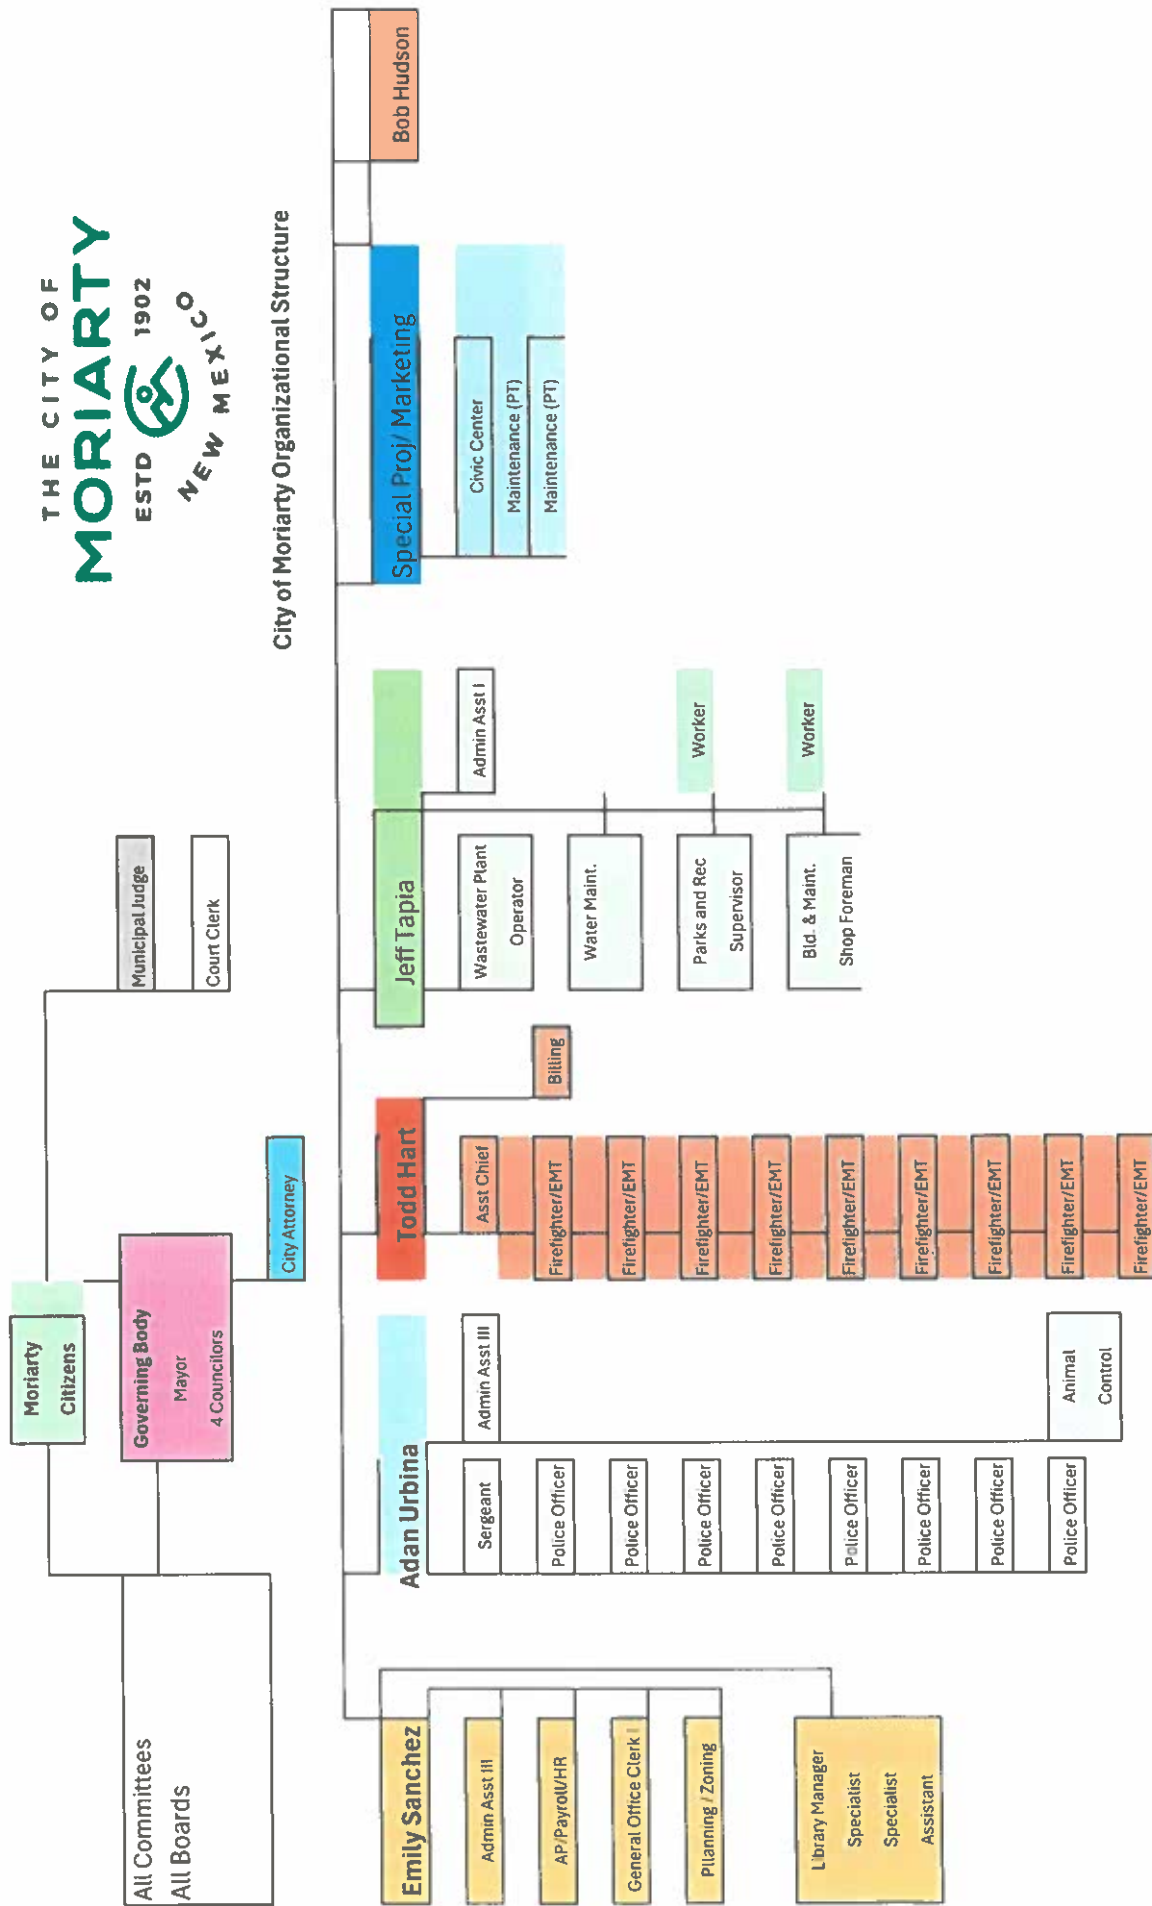 THE CITY OF
MORIARTY
ESTD 1902
NEW MEXICO
City of Moriarty Organizational Structure
Moriarty
Citizens
All Committees
All Boards
Governing Body
Mayor
4 Councilors
Municipal Judge
Court Clerk
City Attorney
Emily Sanchez
Admin Asst III
AP/Payroll/HR
General Office Clerk I
Pllanning / Zoning
Library Manager
Specialist
Specialist
Assistant
Adan Urbina
Sergeant
Admin Asst III
Police Officer
Police Officer
Police Officer
Police Officer
Police Officer
Police Officer
Police Officer
Police Officer
Animal
Control
Todd Hart
Asst Chief
Billing
Firefighter/EMT
Firefighter/EMT
Firefighter/EMT
Firefighter/EMT
Firefighter/EMT
Firefighter/EMT
Firefighter/EMT
Firefighter/EMT
Firefighter/EMT
Jeff Tapia
Admin Asst I
Wastewater Plant
Operator
Water Maint.
Parks and Rec
Supervisor
Worker
Bld. & Maint.
Shop Foreman
Worker
Special Proj/ Marketing
Civic Center
Maintenance (PT)
Maintenance (PT)
Bob Hudson